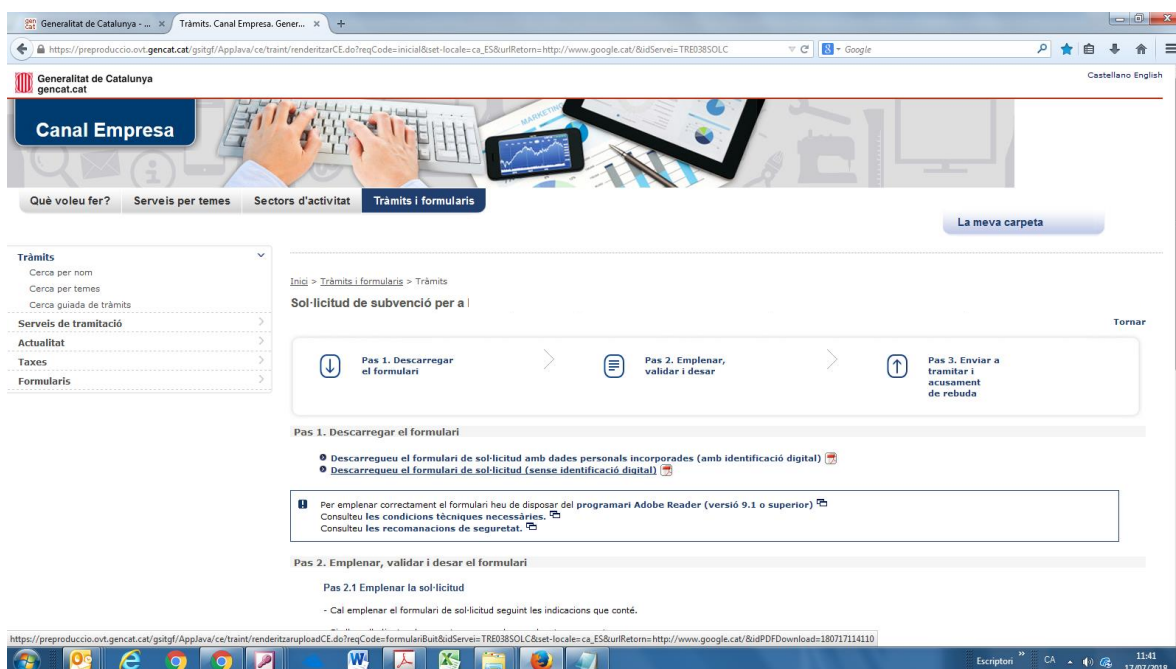 Generalitat de Catalunya - ...
Tràmits. Canal Empresa. Gener...
https://preproduccio.ovt.gencat.cat/gsitgf/AppJava/ce/traint/renderitzarCE.do?reqCode=inicial&set-locale=ca_ES&urlRetorn=http://www.google.cat/&idServei=TRE038SOLC
Google
Generalitat de Catalunya
gencat.cat
Castellano English
Canal Empresa
MARKETING
Què voleu fer? Serveis per temes Sectors d'activitat Tràmits i formularis
La meva carpeta
Tràmits
Cerca per nom
Cerca per temes
Cerca guiada de tràmits
Serveis de tramitació
Actualitat
Taxes
Formularis
Inici > Tràmits i formularis > Tràmits
Sol·licitud de subvenció per a
Tornar
Pas 1. Descarregar
el formulari
Pas 2. Emplenar,
validar i desar
Pas 3. Enviar a
tramitar i
acusament
de rebuda
Pas 1. Descarregar el formulari
Descarregueu el formulari de sol·licitud amb dades personals incorporades (amb identificació digital)
Descarregueu el formulari de sol·licitud (sense identificació digital)
Per emplenar correctament el formulari heu de disposar del programari Adobe Reader (versió 9.1 o superior)
Consulteu les condicions tècniques necessàries.
Consulteu les recomanacions de seguretat.
Pas 2. Emplenar, validar i desar el formulari
Pas 2.1 Emplenar la sol·licitud
- Cal emplenar el formulari de sol·licitud seguint les indicacions que conté.
https://preproduccio.ovt.gencat.cat/gsitgf/AppJava/ce/traint/renderitzaruploadCE.do?reqCode=formulariBuit&idServei=TRE038SOLC&set-locale=ca_ES&urlRetorn=http://www.google.cat/&idPDFDownload=180717114110
Escriptori
CA
11:41
17/07/2018